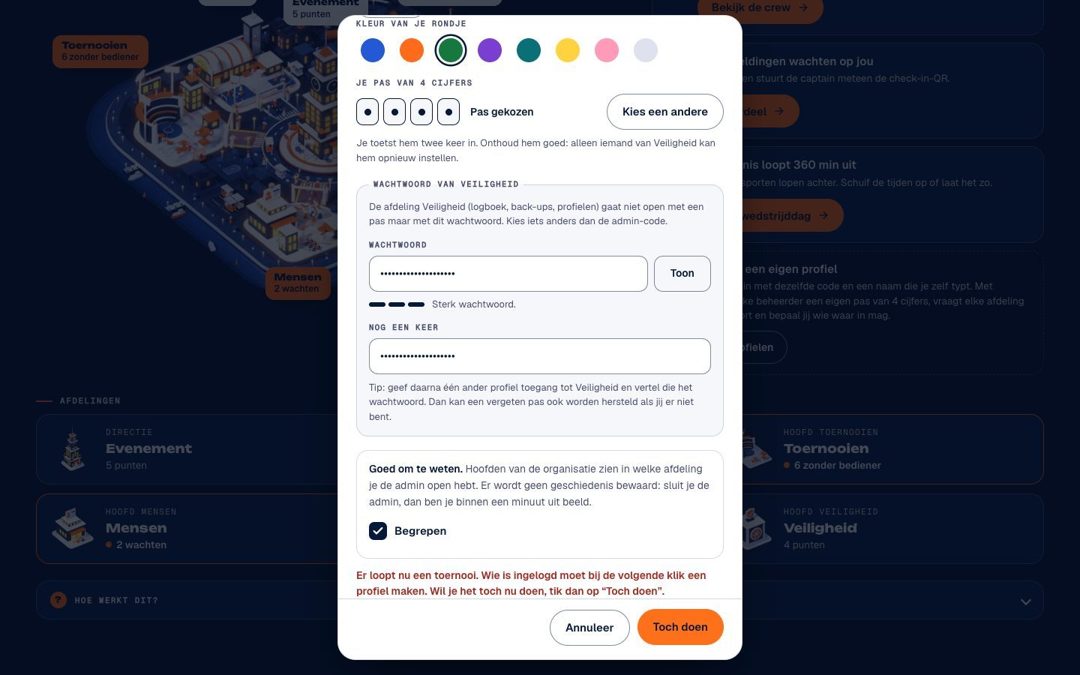 Evenement
5 punten
Toernooien
6 zonder bediener
Mensen
2 wachten
KLEUR VAN JE RONDJE
JE PAS VAN 4 CIJFERS
Pas gekozen
Kies een andere
Je toetst hem twee keer in. Onthoud hem goed: alleen iemand van Veiligheid kan
hem opnieuw instellen.
WACHTWOORD VAN VEILIGHEID
De afdeling Veiligheid (logboek, back-ups, profielen) gaat niet open met een
pas maar met dit wachtwoord. Kies iets anders dan de admin-code.
WACHTWOORD
••••••••••••••••••••
Toon
Sterk wachtwoord.
NOG EEN KEER
••••••••••••••••••••
Tip: geef daarna één ander profiel toegang tot Veiligheid en vertel die het
wachtwoord. Dan kan een vergeten pas ook worden hersteld als jij er niet
bent.
Goed om te weten. Hoofden van de organisatie zien in welke afdeling
je de admin open hebt. Er wordt geen geschiedenis bewaard: sluit je de
admin, dan ben je binnen een minuut uit beeld.
Begrepen
Er loopt nu een toernooi. Wie is ingelogd moet bij de volgende klik een
profiel maken. Wil je het toch nu doen, tik dan op “Toch doen”.
Annuleer
Toch doen
Bekijk de crew →
wachten op jou
en stuurt de captain meteen de check-in-QR.
deel →
loopt 360 min uit
sporten lopen achter. Schuif de tijden op of laat het zo.
wedstrijddag →
een eigen profiel
in met dezelfde code en een naam die je zelf typt. Met
beheerder een eigen pas van 4 cijfers, vraagt elke afdeling
en bepaal jij wie waar in mag.
AFDELINGEN
DIRECTIE
Evenement
5 punten
HOOFD TOERNOOIEN
Toernooien
6 zonder bediener
HOOFD MENSEN
Mensen
2 wachten
HOOFD VEILIGHEID
Veiligheid
4 punten
? HOE WERKT DIT?